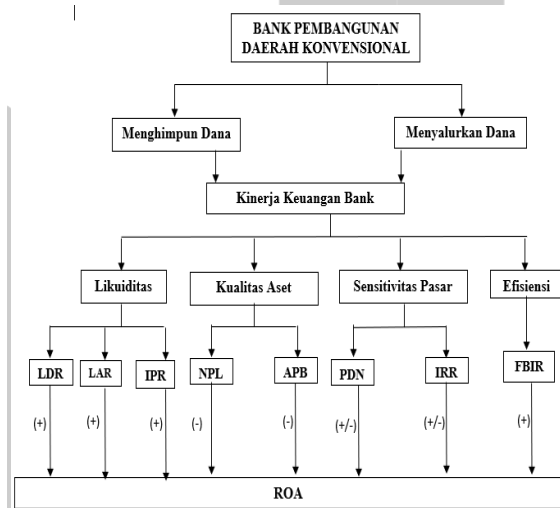 BANK PEMBANGUNAN
DAERAH KONVENSIONAL
Menghimpun Dana
Menyalurkan Dana
Kinerja Keuangan Bank
Likuiditas
Kualitas Aset
Sensitivitas Pasar
Efisiensi
LDR
LAR
IPR
NPL
APB
PDN
IRR
FBIR
(+)
(+)
(+)
(-)
(-)
(+/-)
(+/-)
(+)
ROA